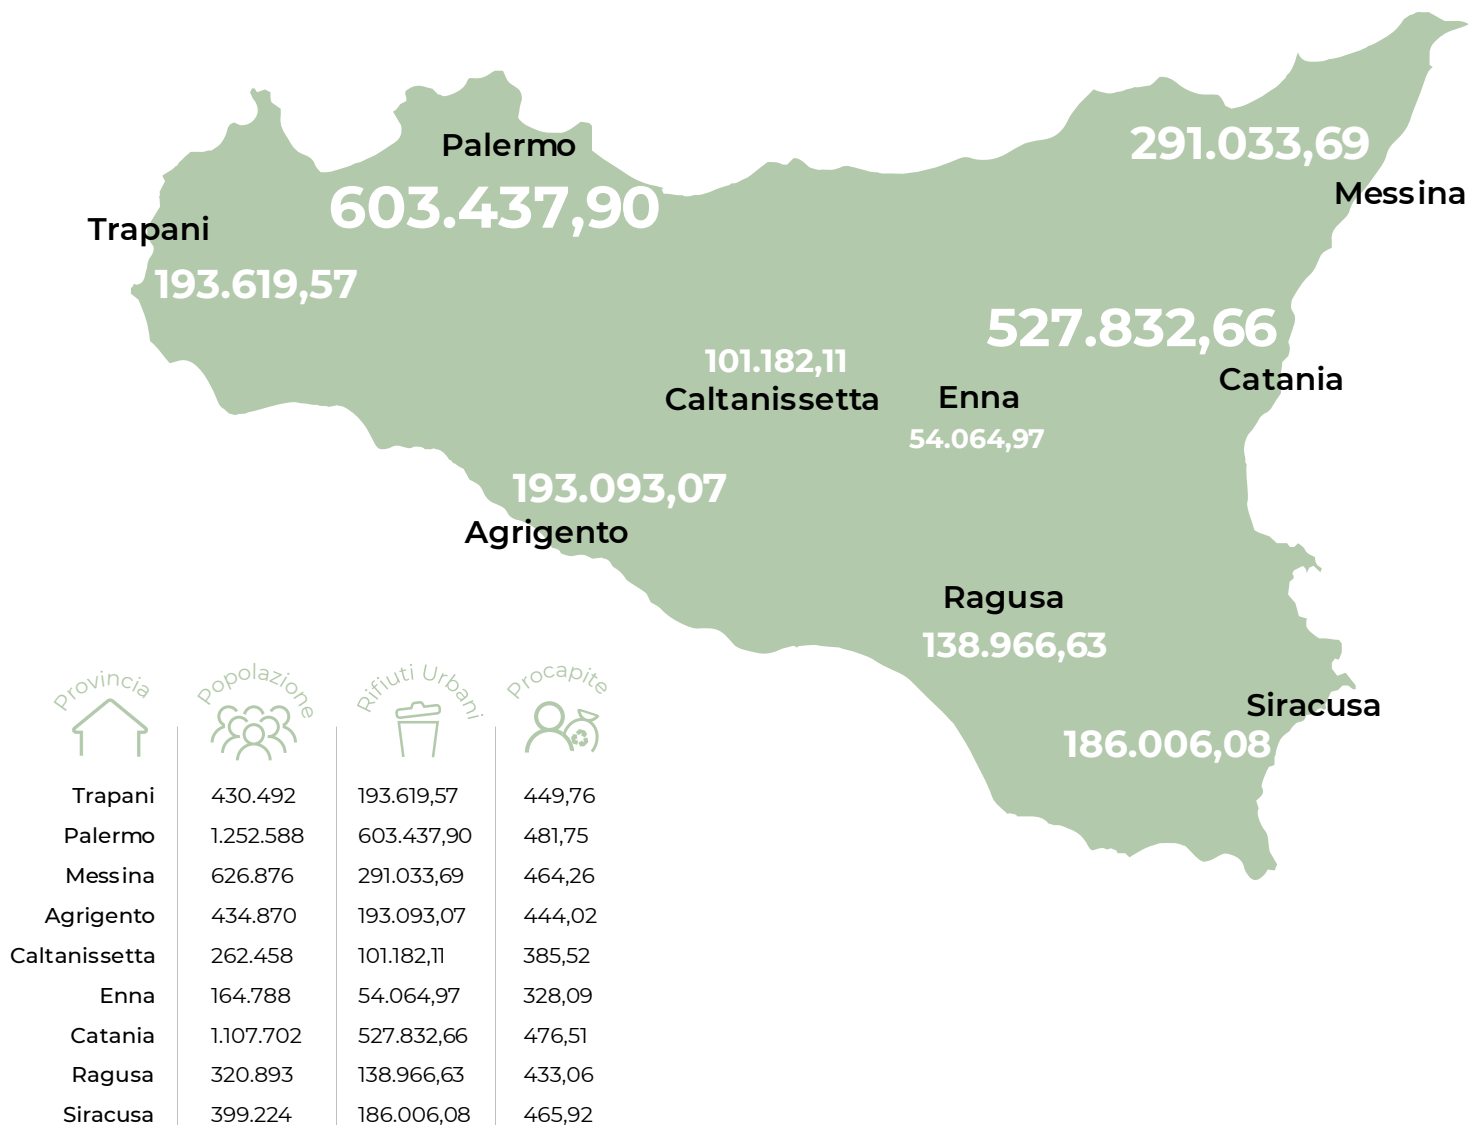 Palermo
603.437,90
291.033,69
Messina
Trapani
193.619,57
527.832,66
Catania
101.182,11
Caltanissetta
Enna
54.064,97
193.093,07
Agrigento
Ragusa
138.966,63
Siracusa
186.006,08
Provincia Popolazione Rifiuti Urbani Procapite
Trapani 430.492 193.619,57 449,76
Palermo 1.252.588 603.437,90 481,75
Messina 626.876 291.033,69 464,26
Agrigento 434.870 193.093,07 444,02
Caltanissetta 262.458 101.182,11 385,52
Enna 164.788 54.064,97 328,09
Catania 1.107.702 527.832,66 476,51
Ragusa 320.893 138.966,63 433,06
Siracusa 399.224 186.006,08 465,92